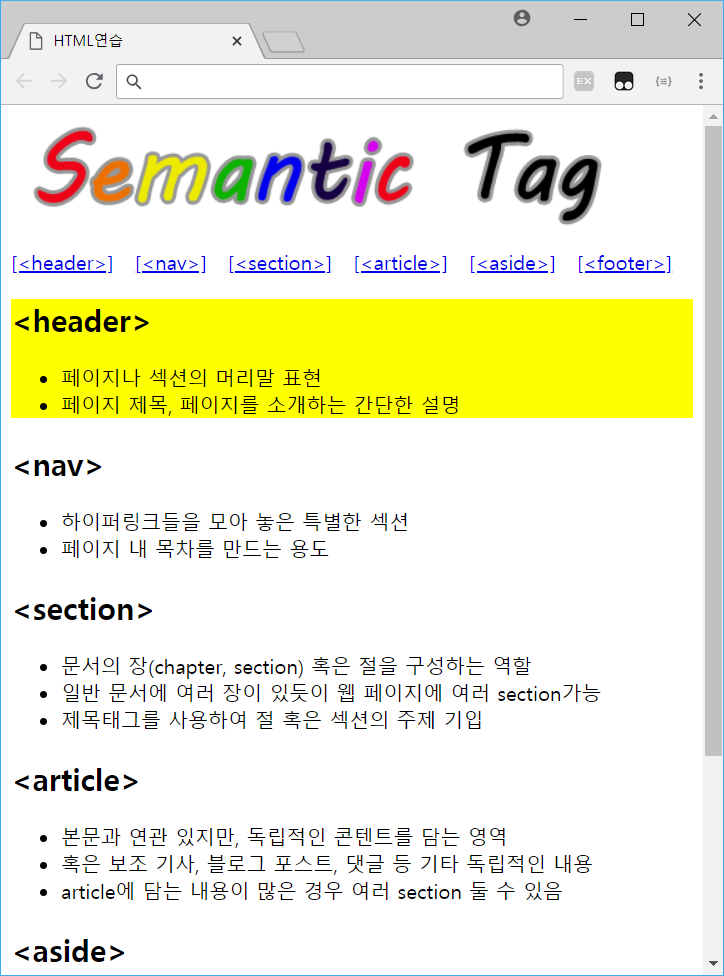 HTML연습
EX
Semantic Tag
[<header>] [<nav>] [<section>] [<article>] [<aside>] [<footer>]
<header>
페이지나 섹션의 머리말 표현
페이지 제목, 페이지를 소개하는 간단한 설명
<nav>
하이퍼링크들을 모아 놓은 특별한 섹션
페이지 내 목차를 만드는 용도
<section>
문서의 장(chapter, section) 혹은 절을 구성하는 역할
일반 문서에 여러 장이 있듯이 웹 페이지에 여러 section가능
제목태그를 사용하여 절 혹은 섹션의 주제 기입
<article>
본문과 연관 있지만, 독립적인 콘텐트를 담는 영역
혹은 보조 기사, 블로그 포스트, 댓글 등 기타 독립적인 내용
article에 담는 내용이 많은 경우 여러 section 둘 수 있음
<aside>